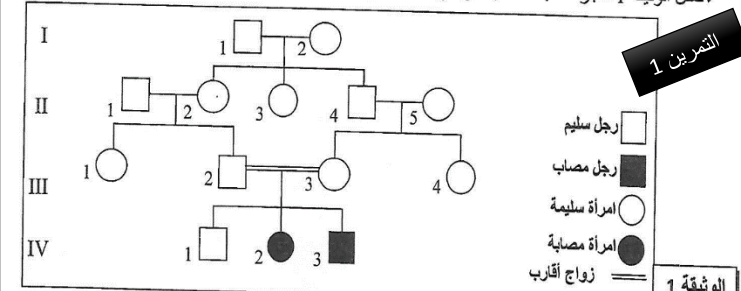 التمرين 1
I
1 2
II
1 2 3 4 5
رجل سليم
رجل مصاب
III
1 2 3 4
امرأة سليمة
امرأة مصابة
IV
1 2 3
زواج أقارب
الوثيقة 1